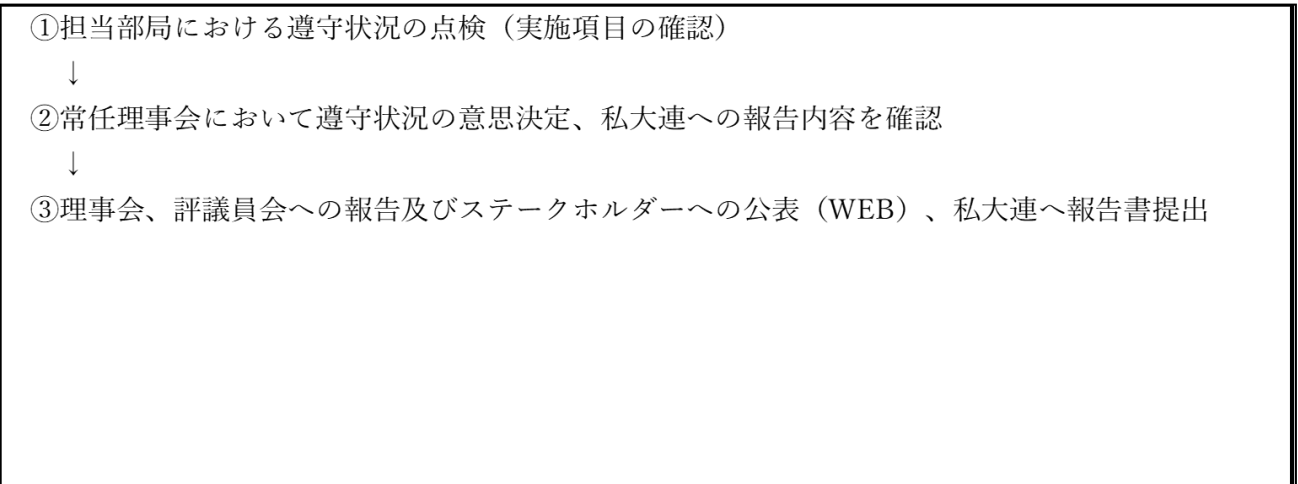 ①担当部局における遵守状況の点検（実施項目の確認）
↓
②常任理事会において遵守状況の意思決定、私大連への報告内容を確認
↓
③理事会、評議員会への報告及びステークホルダーへの公表（WEB）、私大連へ報告書提出